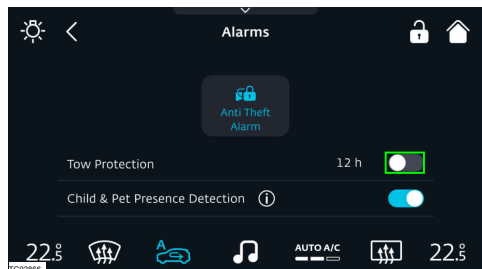 Alarms
Anti Theft
Alarm
Tow Protection 12 h
Child & Pet Presence Detection
22.5° A AUTO A/C 22.5°